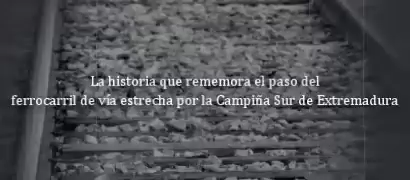 La historia que rememora el paso del
ferrocarril de vía estrecha por la Campiña Sur de Extremadura